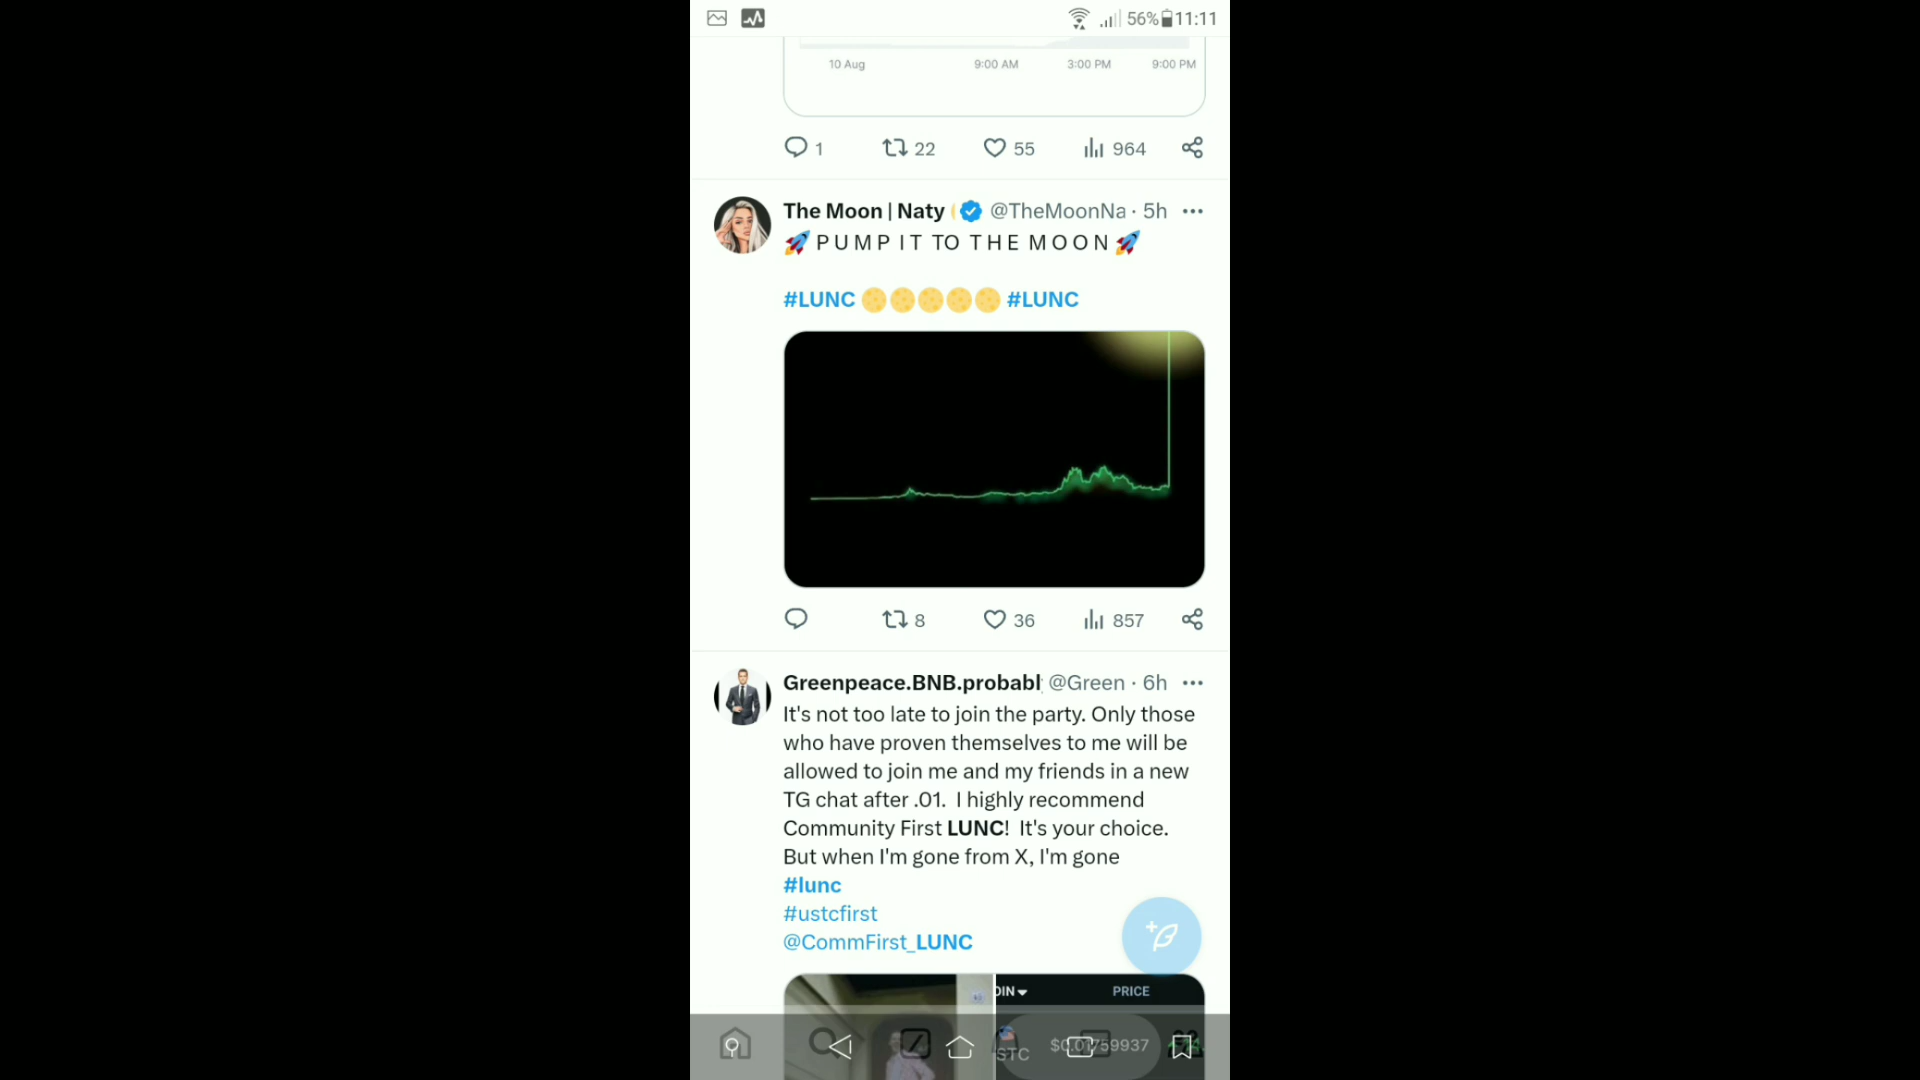 56% 11:11
10 Aug 9:00 AM 3:00 PM 9:00 PM
1 22 55 964
The Moon | Naty @TheMoonNa · 5h
🚀 P U M P I T TO T H E M O O N 🚀
#LUNC 🌕🌕🌕🌕🌕 #LUNC
8 36 857
Greenpeace.BNB.probabl @Green · 6h
It's not too late to join the party. Only those
who have proven themselves to me will be
allowed to join me and my friends in a new
TG chat after .01. I highly recommend
Community First LUNC! It's your choice.
But when I'm gone from X, I'm gone
#lunc
#ustcfirst
@CommFirst_LUNC
OIN PRICE
STC $0.01759937